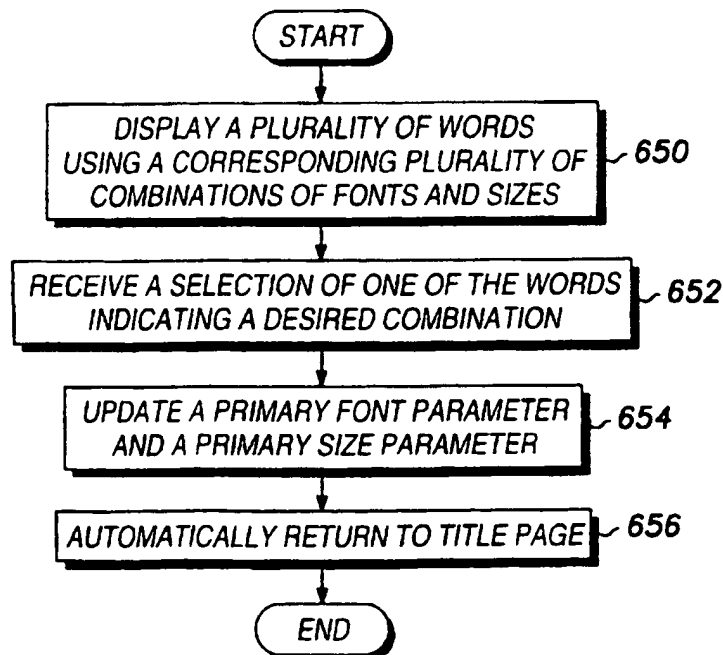 START
DISPLAY A PLURALITY OF WORDS
USING A CORRESPONDING PLURALITY OF
COMBINATIONS OF FONTS AND SIZES
650
RECEIVE A SELECTION OF ONE OF THE WORDS
INDICATING A DESIRED COMBINATION
652
UPDATE A PRIMARY FONT PARAMETER
AND A PRIMARY SIZE PARAMETER
654
AUTOMATICALLY RETURN TO TITLE PAGE
656
END